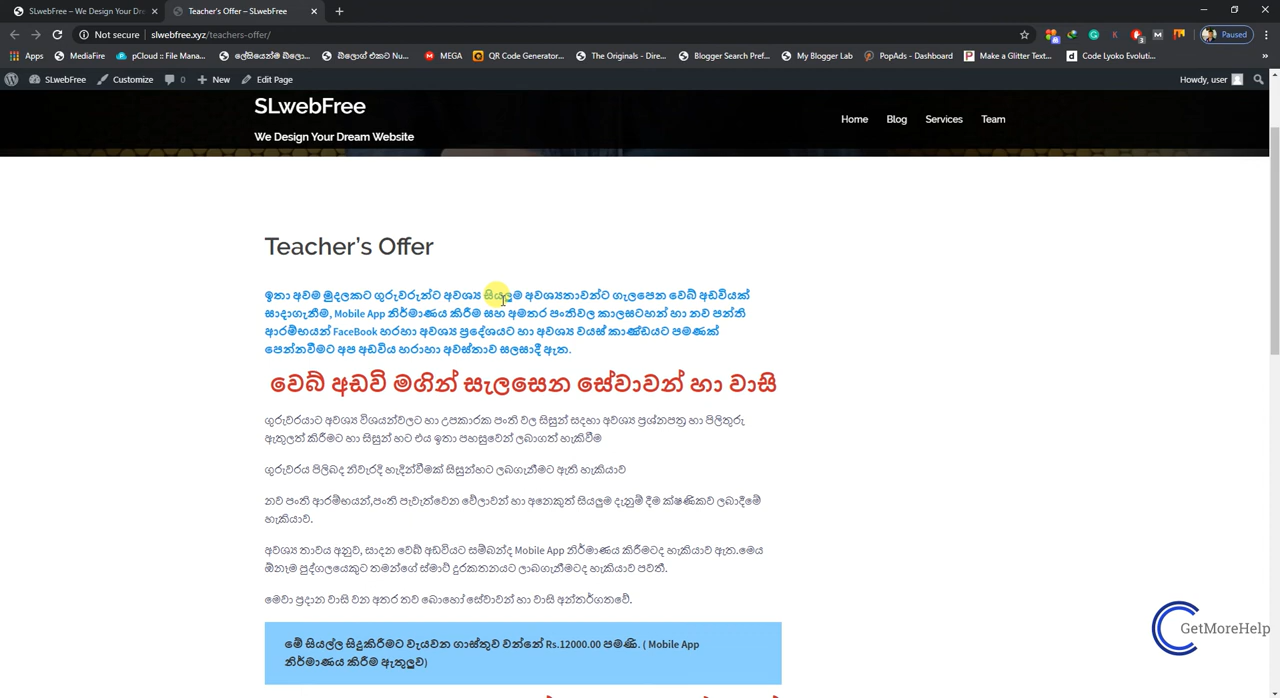 SLwebFree – We Design Your Dre
Teacher's Offer – SLwebFree
Paused
Not secure
slwebfree.xyz/teachers-offer/
Apps
MediaFire
pCloud :: File Mana...
ලේසියෙන්ම බ්ලො...
බ්ලොග් එකට Nu...
MEGA
QR Code Generator...
The Originals - Dire...
Blogger Search Pref...
My Blogger Lab
PopAds - Dashboard
Make a Glitter Text...
Code Lyoko Evoluti...
SLwebFree
Customize
0
New
Edit Page
Howdy, user
SLwebFree
We Design Your Dream Website
Home
Blog
Services
Team
Teacher's Offer
ඉතා අවම මුදලකට ගුරුවරුන්ට අවශ්‍ය සියලුම අවශ්‍යතාවන්ට ගැලපෙන වෙබ් අඩවියක්
සාදාගැනීම, Mobile App නිර්මාණය කිරීම සහ අමතර පංතිවල කාලසටහන් හා නව පන්ති
ආරම්භයන් FaceBook හරහා අවශ්‍ය ප්‍රදේශයට හා අවශ්‍ය වයස් කාණ්ඩයට පමණක්
පෙන්නවීමට අප අඩවිය හරාහා අවස්තාව සලසාදී ඇත.
වෙබ් අඩවි මගින් සැලසෙන සේවාවන් හා වාසි
ගුරුවරයාට අවශ්‍ය විශයන්වලට හා උපකාරක පංති වල සිසුන් සදහා අවශ්‍ය ප්‍රශ්නපත්‍ර හා පිලිතුරු
ඇතුලත් කිරීමට හා සිසුන් හට එය ඉතා පහසුවෙන් ලබාගත් හැකිවීම
ගුරුවරය පිලිබද නිවැරදි හැදින්වීමක් සිසුන්හට ලබගැනීමට ඇති හැකියාව
නව පංති ආරම්භයන්,පංති පැවැත්වෙන වේලාවන් හා අනෙකුත් සියලුම දැනුම් දීම ක්ෂණිකව ලබාදීමේ
හැකියාව.
අවශ්‍ය තාවය අනුව, සාදන වෙබ් අඩවියට සම්බන්ද Mobile App නිර්මාණය කිරීමටද හැකියාව ඇත.මෙය
ඕනෑම පුද්ගලයෙකුට තමන්ගේ ස්මාට් දුරකතනයට ලාබගැනීමටද හැකියාව පවතී.
මෙවා ප්‍රදාන වාසි වන අතර තව බොහෝ සේවාවන් හා වාසි අන්තර්ගතවේ.
මේ සියල්ල සිදුකිරීමට වැයවන ගාස්තුව වන්නේ Rs.12000.00 පමණි. ( Mobile App
නිර්මාණය කිරීම ඇතුලුව)
GetMoreHelp